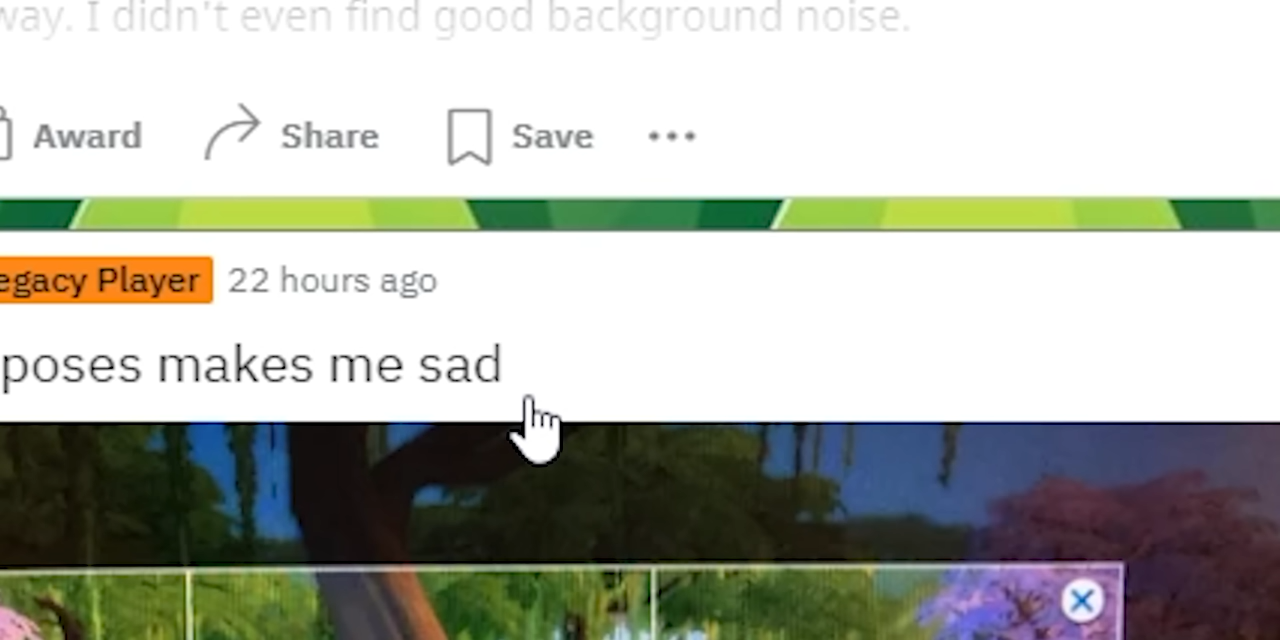 way. I didn't even find good background noise.
Award Share Save
egacy Player 22 hours ago
poses makes me sad